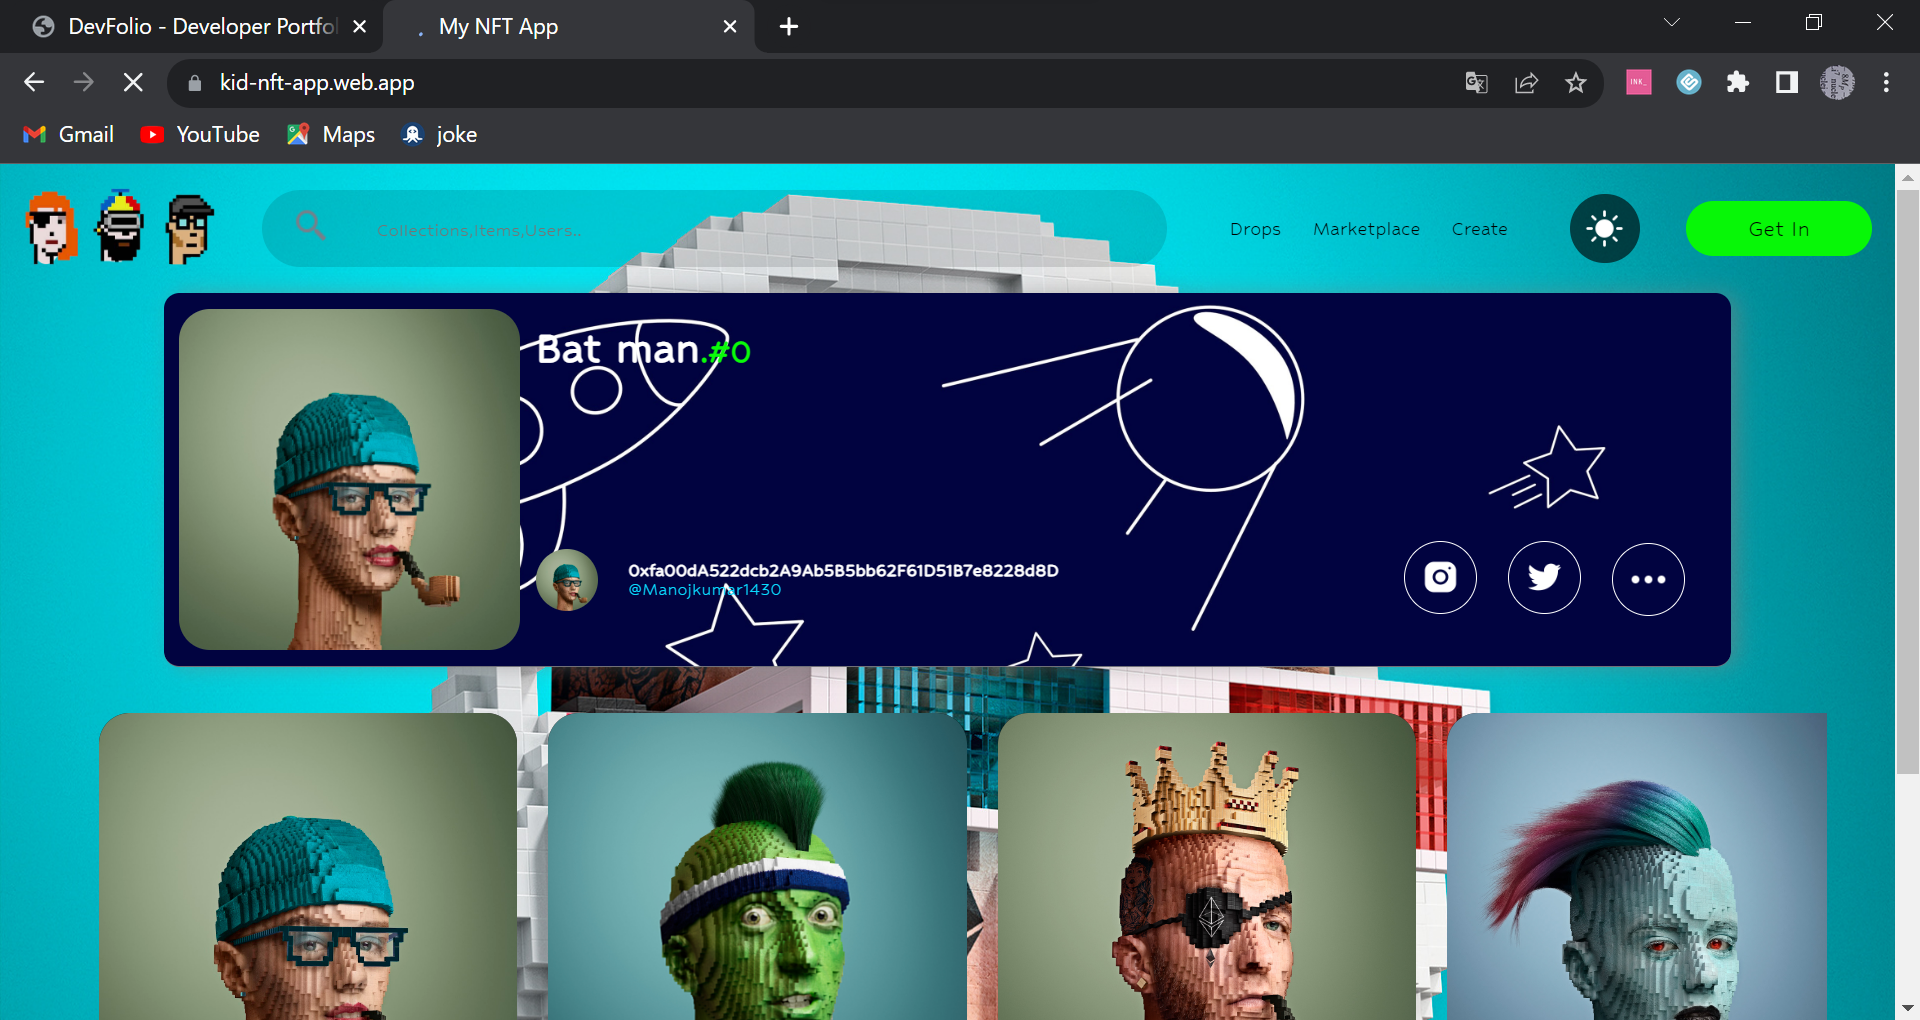 DevFolio - Developer Portfol
My NFT App
kid-nft-app.web.app
INK_
Gmail
YouTube
Maps
joke
Collections,Items,Users..
Drops
Marketplace
Create
Get In
Bat man.#0
0xfa00dA522dcb2A9Ab5B5bb62F61D51B7e8228d8D
@Manojkumar1430